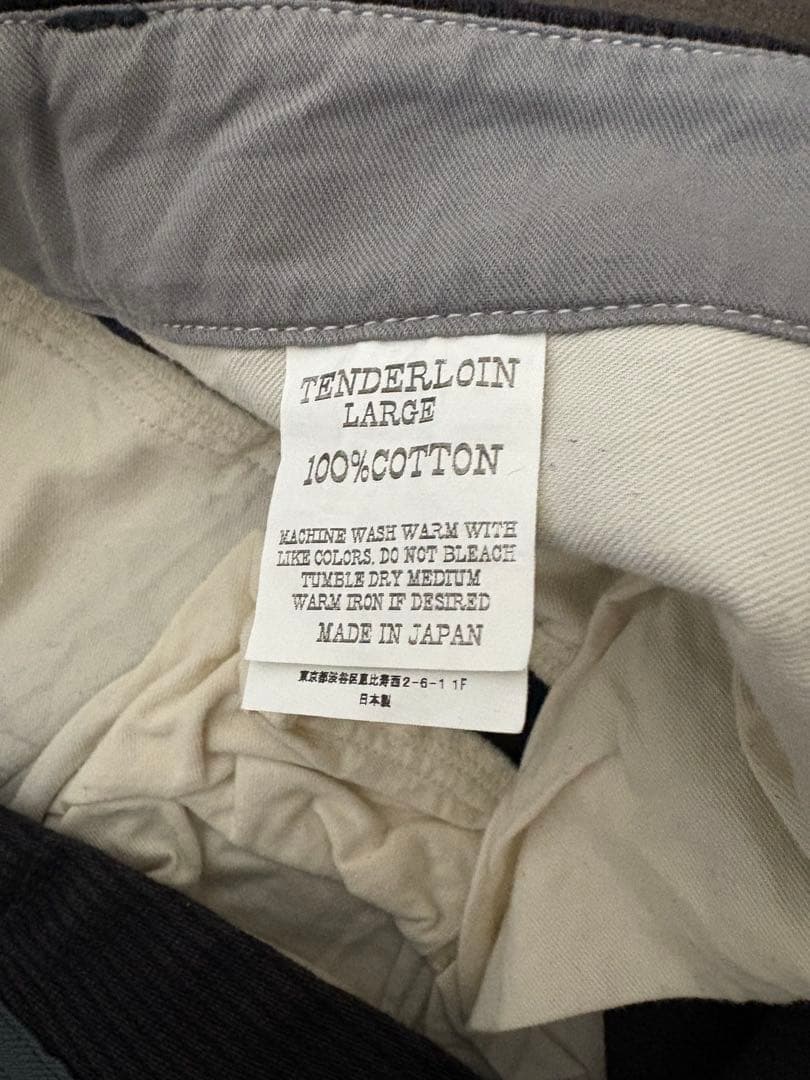 TENDERLOIN
LARGE
100%COTTON
MACHINE WASH WARM WITH
LIKE COLORS. DO NOT BLEACH
TUMBLE DRY MEDIUM
WARM IRON IF DESIRED
MADE IN JAPAN
東京都渋谷区恵比寿西2-6-1 1F
日本製